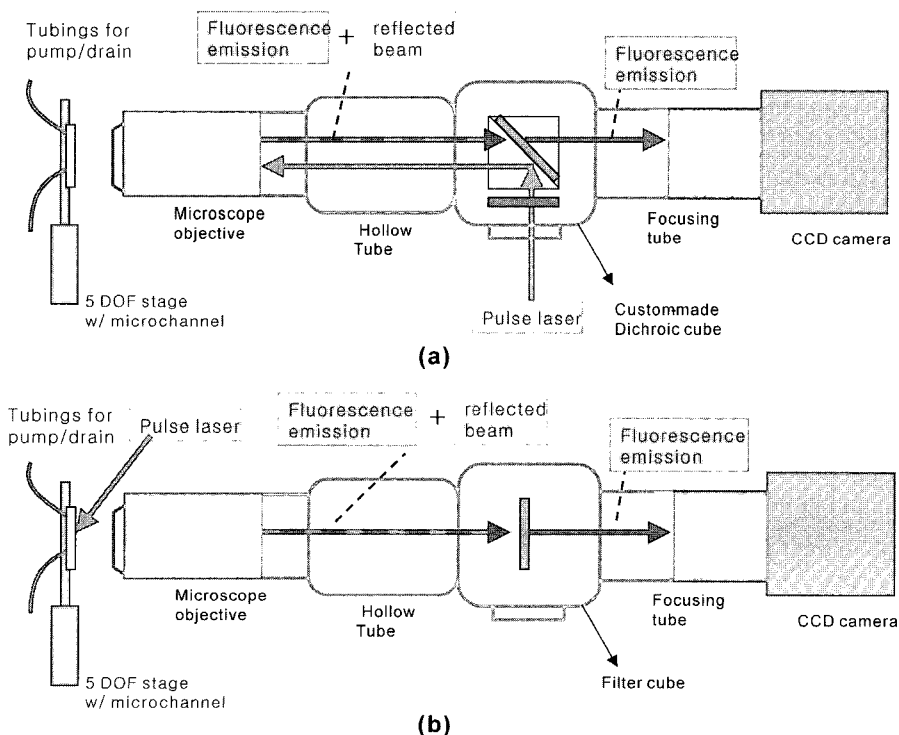 Tubings for
pump/drain
Fluorescence
emission
+
reflected
beam
Fluorescence
emission
Microscope
objective
Hollow
Tube
Focusing
tube
CCD camera
5 DOF stage
w/ microchannel
Pulse laser
Custom-made
Dichroic cube
(a)
Tubings for
pump/drain
Pulse laser
Fluorescence
emission
+
reflected
beam
Fluorescence
emission
Microscope
objective
Hollow
Tube
Focusing
tube
CCD camera
5 DOF stage
w/ microchannel
Filter cube
(b)